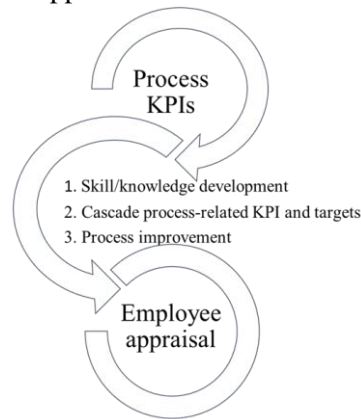 Process
KPIs
1. Skill/knowledge development
2. Cascade process-related KPI and targets
3. Process improvement
Employee
appraisal